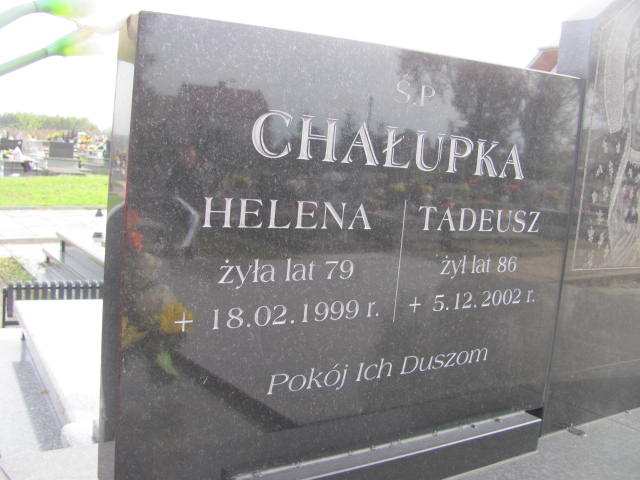 Ś.P
CHAŁUPKA
HELENA
żyła lat 79
+ 18.02.1999 r.
TADEUSZ
żył lat 86
+ 5.12.2002 r.
Pokój Ich Duszom